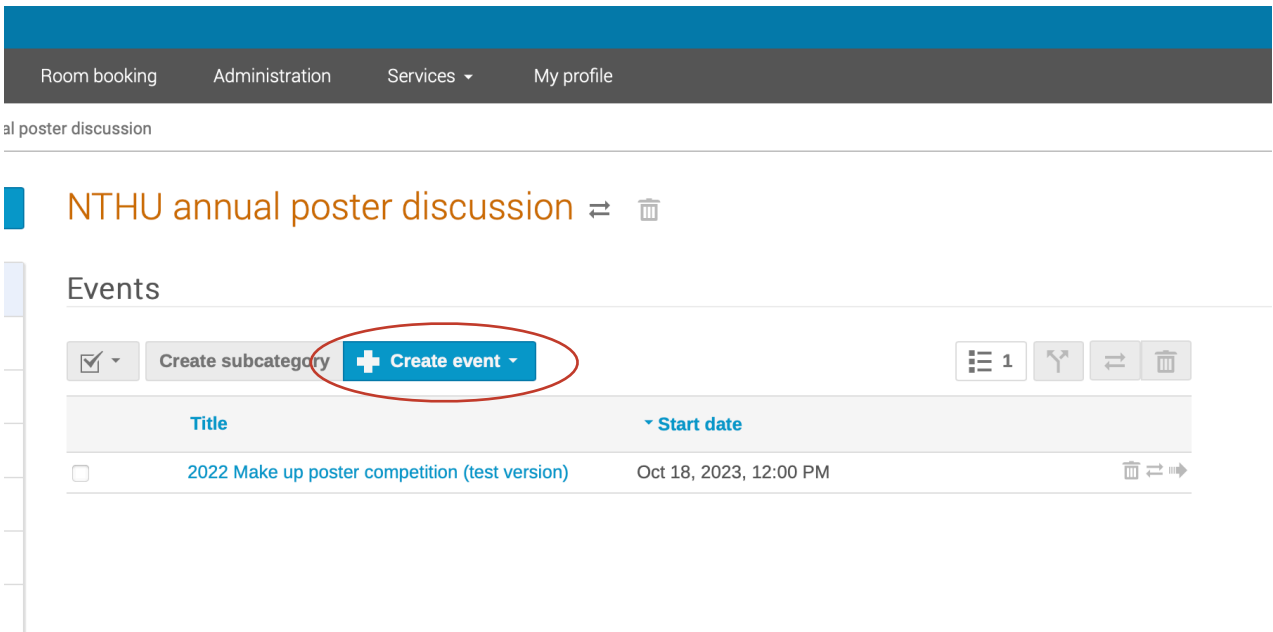 Room booking Administration Services My profile
al poster discussion
NTHU annual poster discussion
Events
Create subcategory Create event 1
Title Start date
2022 Make up poster competition (test version) Oct 18, 2023, 12:00 PM